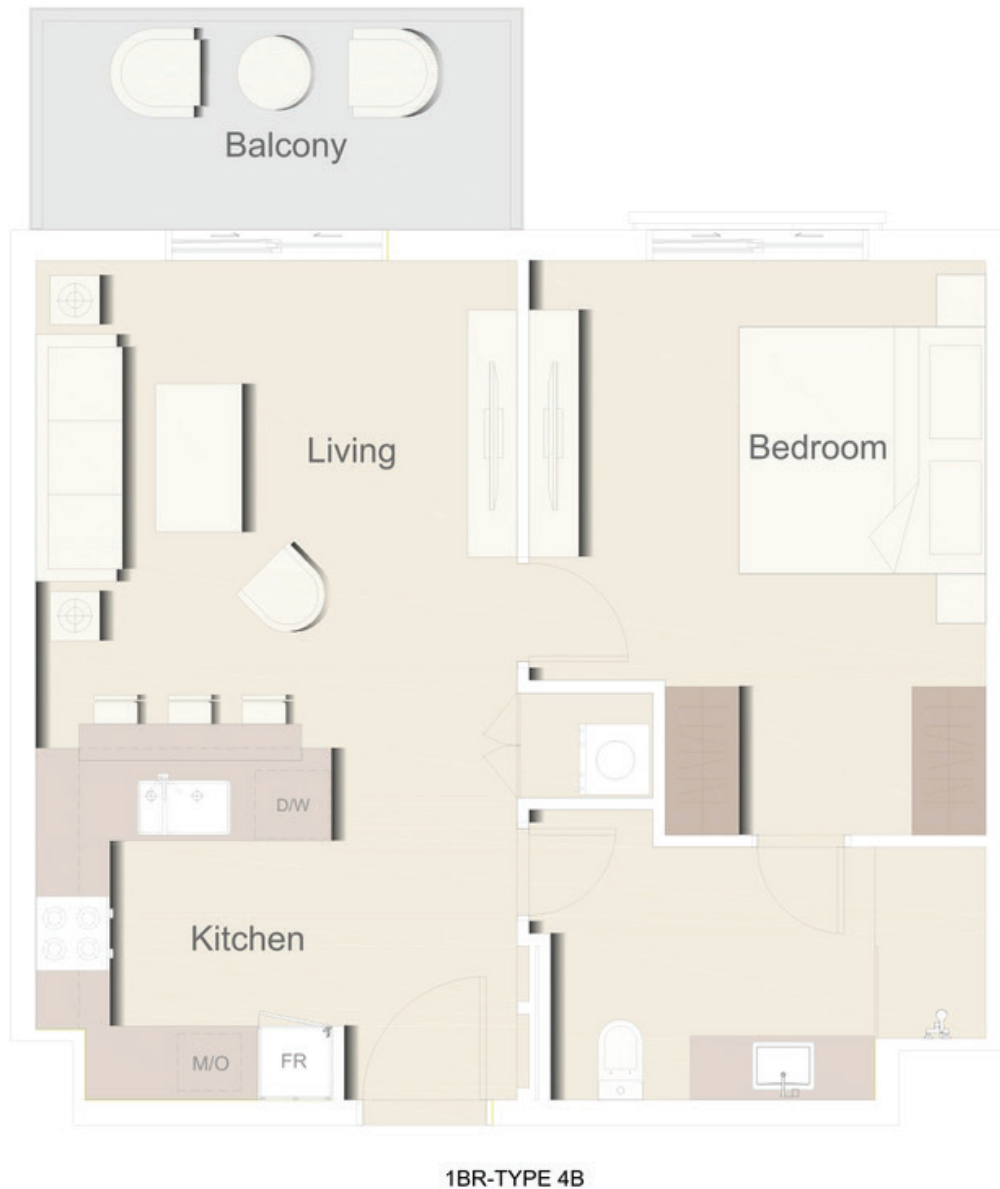 Balcony
Living
Bedroom
D/W
Kitchen
M/O
FR
1BR-TYPE 4B